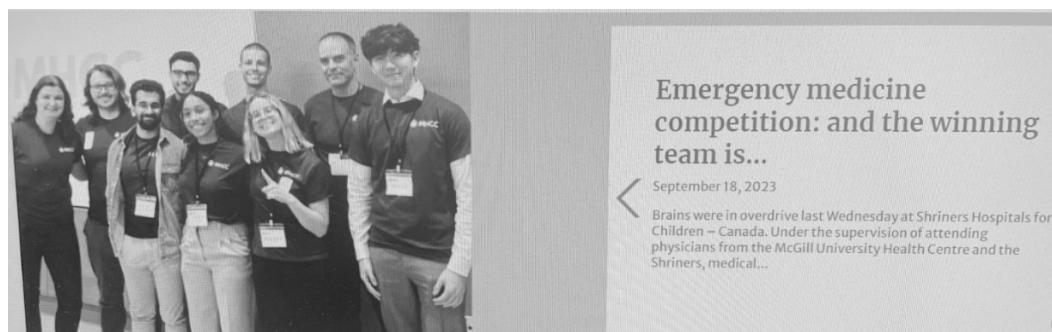 MHCC
MHCC
Emergency medicine
competition: and the winning
team is...
September 18, 2023
Brains were in overdrive last Wednesday at Shriners Hospitals for
Children – Canada. Under the supervision of attending
physicians from the McGill University Health Centre and the
Shriners, medical...